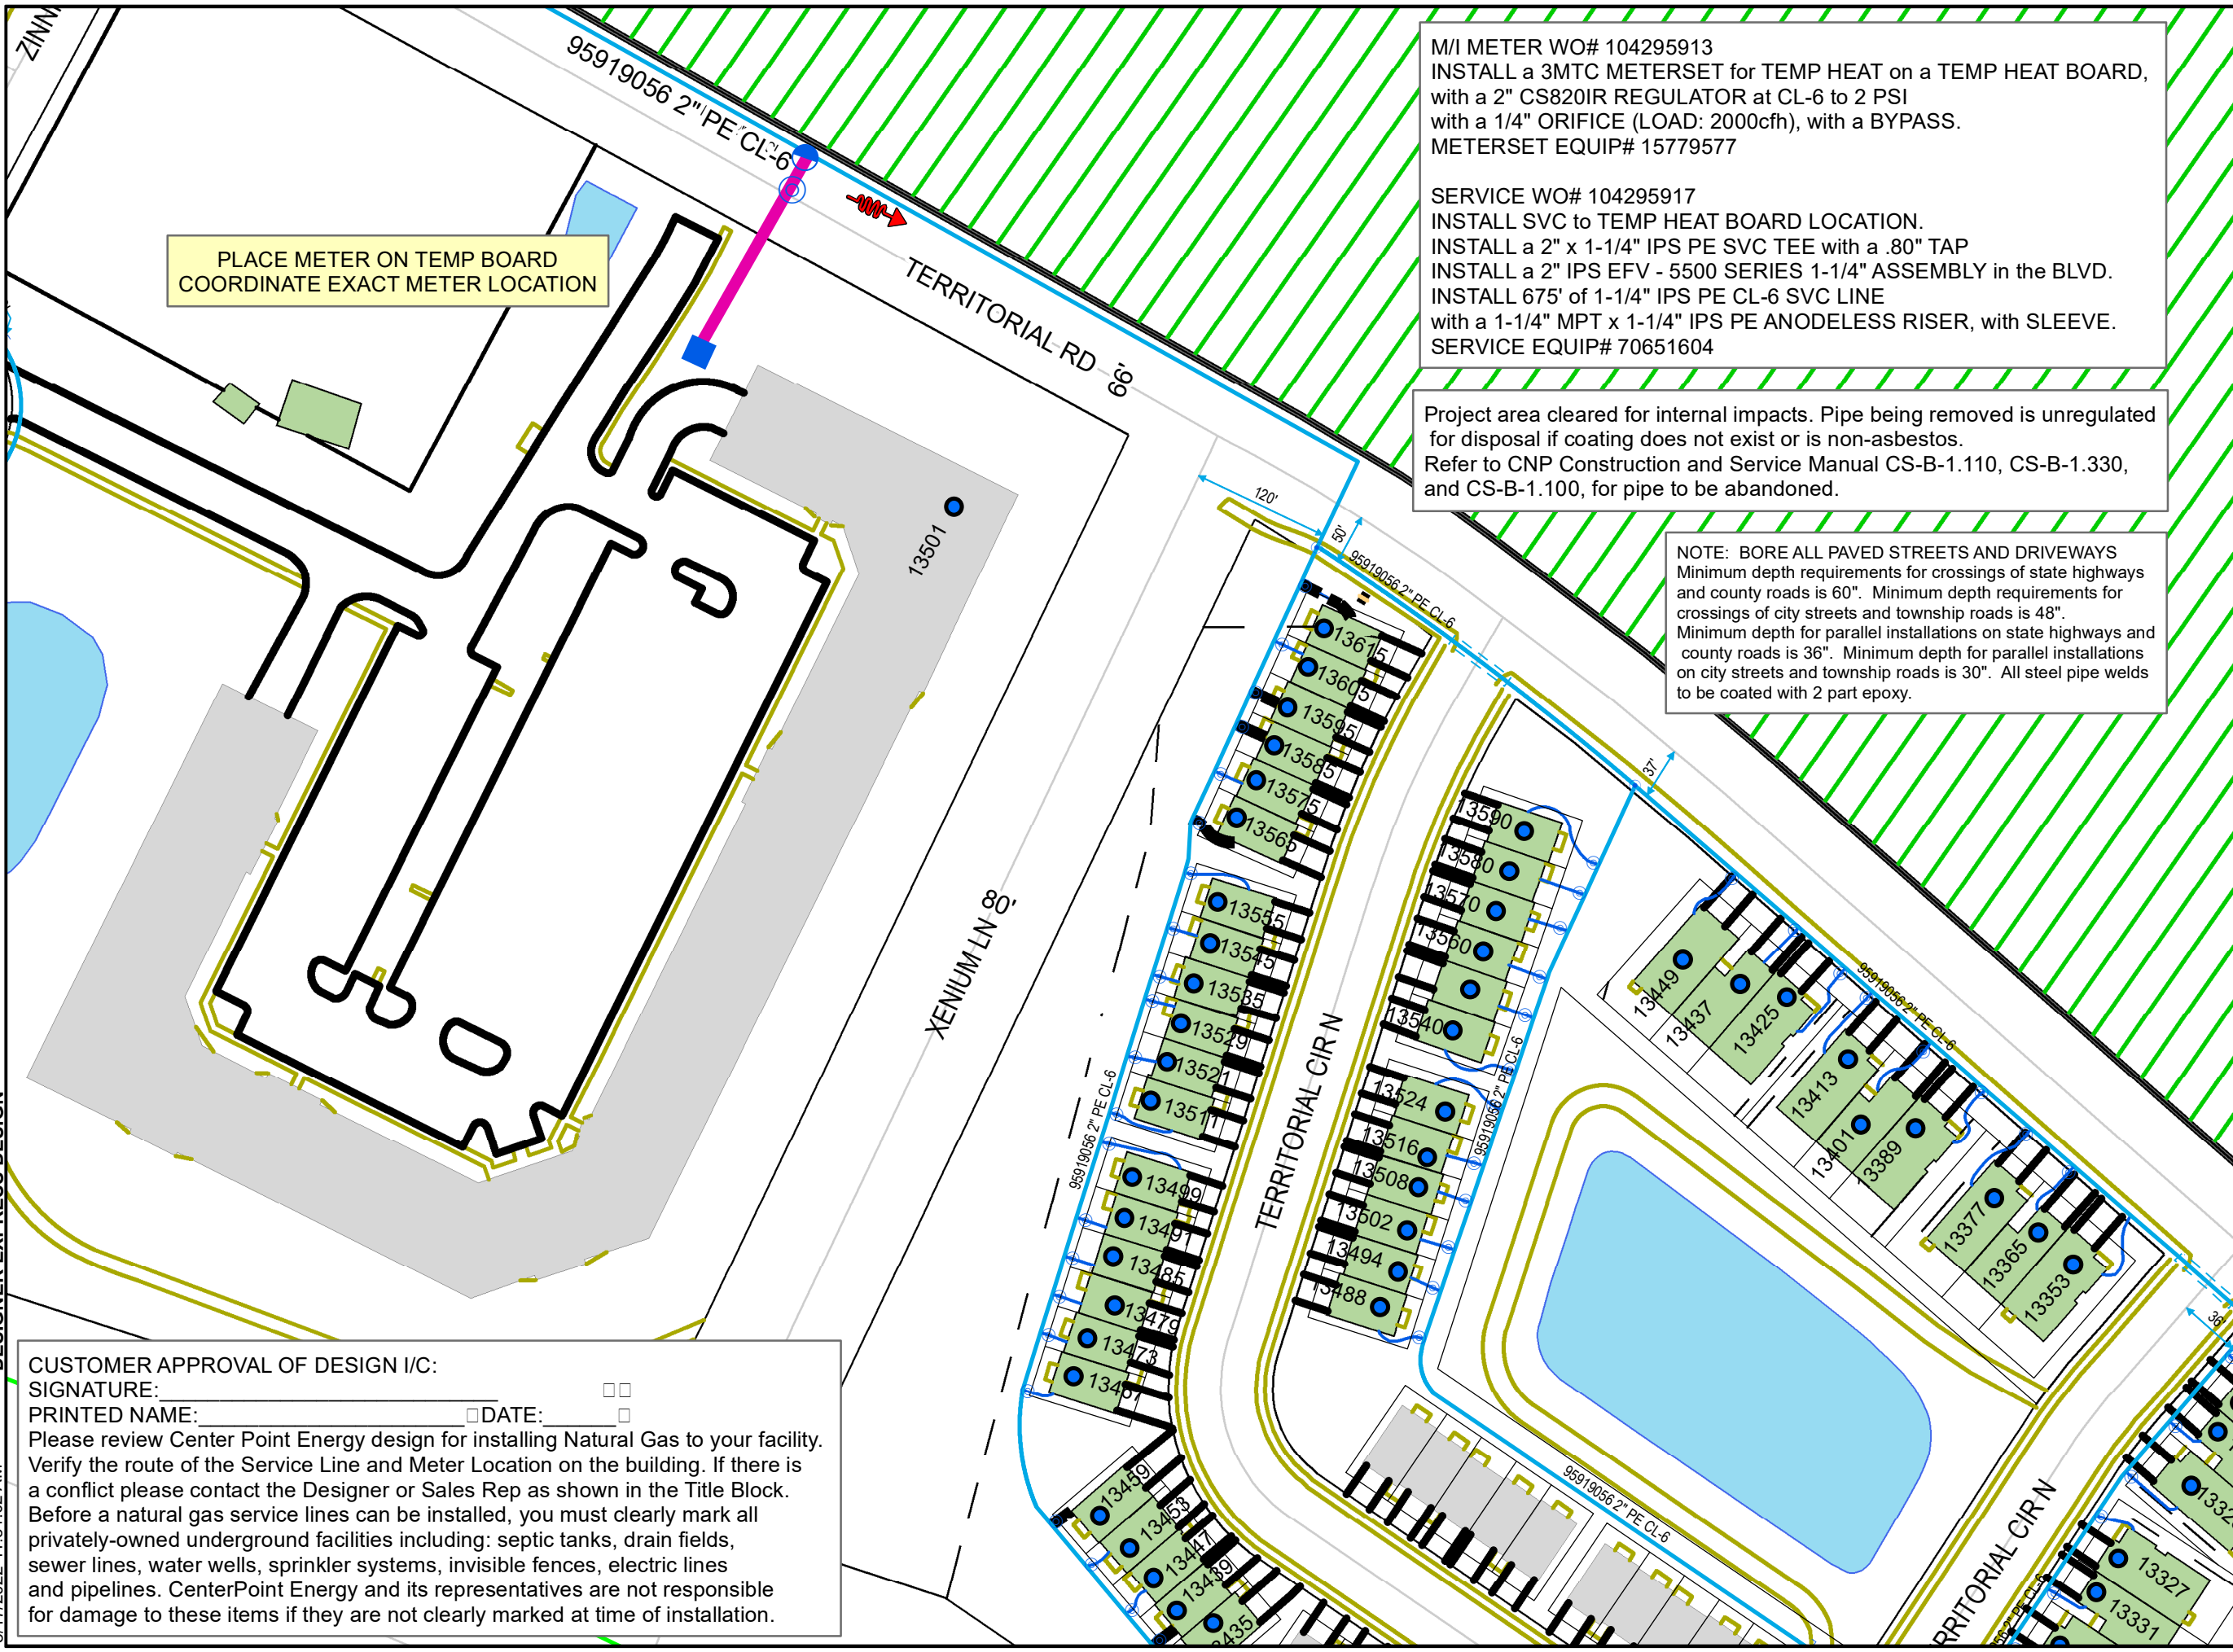 ZINN
95919056 2" PE CL-6
M/I METER WO# 104295913
INSTALL a 3MTC METERSET for TEMP HEAT on a TEMP HEAT BOARD,
with a 2" CS820IR REGULATOR at CL-6 to 2 PSI
with a 1/4" ORIFICE (LOAD: 2000cfh), with a BYPASS.
METERSET EQUIP# 15779577
SERVICE WO# 104295917
INSTALL SVC to TEMP HEAT BOARD LOCATION.
INSTALL a 2" x 1-1/4" IPS PE SVC TEE with a .80" TAP
INSTALL a 2" IPS EFV - 5500 SERIES 1-1/4" ASSEMBLY in the BLVD.
INSTALL 675' of 1-1/4" IPS PE CL-6 SVC LINE
with a 1-1/4" MPT x 1-1/4" IPS PE ANODELESS RISER, with SLEEVE.
SERVICE EQUIP# 70651604
PLACE METER ON TEMP BOARD
COORDINATE EXACT METER LOCATION
TERRITORIAL RD
66'
Project area cleared for internal impacts. Pipe being removed is unregulated
for disposal if coating does not exist or is non-asbestos.
Refer to CNP Construction and Service Manual CS-B-1.110, CS-B-1.330,
and CS-B-1.100, for pipe to be abandoned.
120'
50'
13501
95919056 2" PE CL-6
NOTE: BORE ALL PAVED STREETS AND DRIVEWAYS
Minimum depth requirements for crossings of state highways
and county roads is 60". Minimum depth requirements for
crossings of city streets and township roads is 48".
Minimum depth for parallel installations on state highways and
county roads is 36". Minimum depth for parallel installations
on city streets and township roads is 30". All steel pipe welds
to be coated with 2 part epoxy.
13615
13605
13595
13585
13575
13565
37'
13590
13580
13570
13560
13540
13555
13545
13535
13529
13521
13511
XENIUM LN
80'
13449
13437
13425
95919056 2" PE CL-6
13413
13401
13389
13377
13365
13353
36'
95919056 2" PE CL-6
TERRITORIAL CIR N
13524
13516
13508
13502
13494
13488
95919056 2" PE CL-6
13499
13491
13485
13479
13473
13467
13459
13453
13447
13439
13435
95919056 2" PE CL-6
TERRITORIAL CIR N
13327
13331
CUSTOMER APPROVAL OF DESIGN I/C:
SIGNATURE:____________________________
PRINTED NAME:______________________ DATE:______
Please review Center Point Energy design for installing Natural Gas to your facility.
Verify the route of the Service Line and Meter Location on the building. If there is
a conflict please contact the Designer or Sales Rep as shown in the Title Block.
Before a natural gas service lines can be installed, you must clearly mark all
privately-owned underground facilities including: septic tanks, drain fields,
sewer lines, water wells, sprinkler systems, invisible fences, electric lines
and pipelines. CenterPoint Energy and its representatives are not responsible
for damage to these items if they are not clearly marked at time of installation.